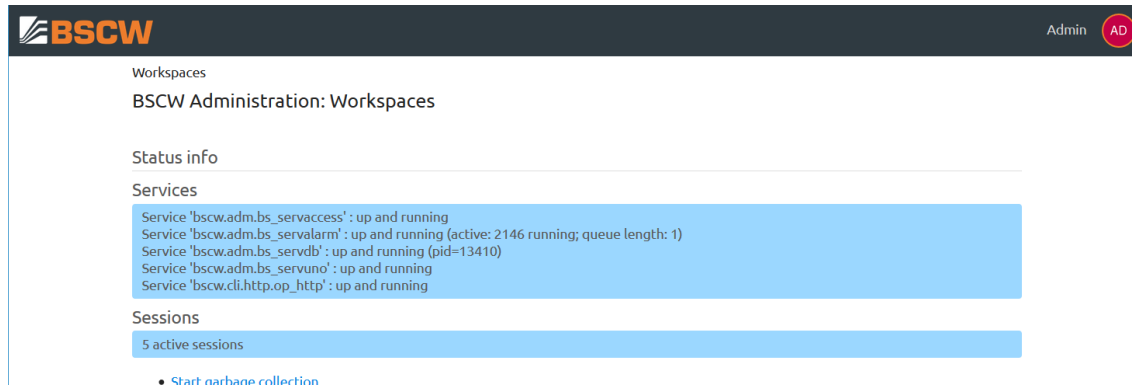 BSCW
Admin AD
Workspaces
BSCW Administration: Workspaces
Status info
Services
Service 'bscw.adm.bs_servaccess' : up and running
Service 'bscw.adm.bs_servalarm' : up and running (active: 2146 running; queue length: 1)
Service 'bscw.adm.bs_servdb' : up and running (pid=13410)
Service 'bscw.adm.bs_servuno' : up and running
Service 'bscw.cli.http.op_http' : up and running
Sessions
5 active sessions
• Start garbage collection